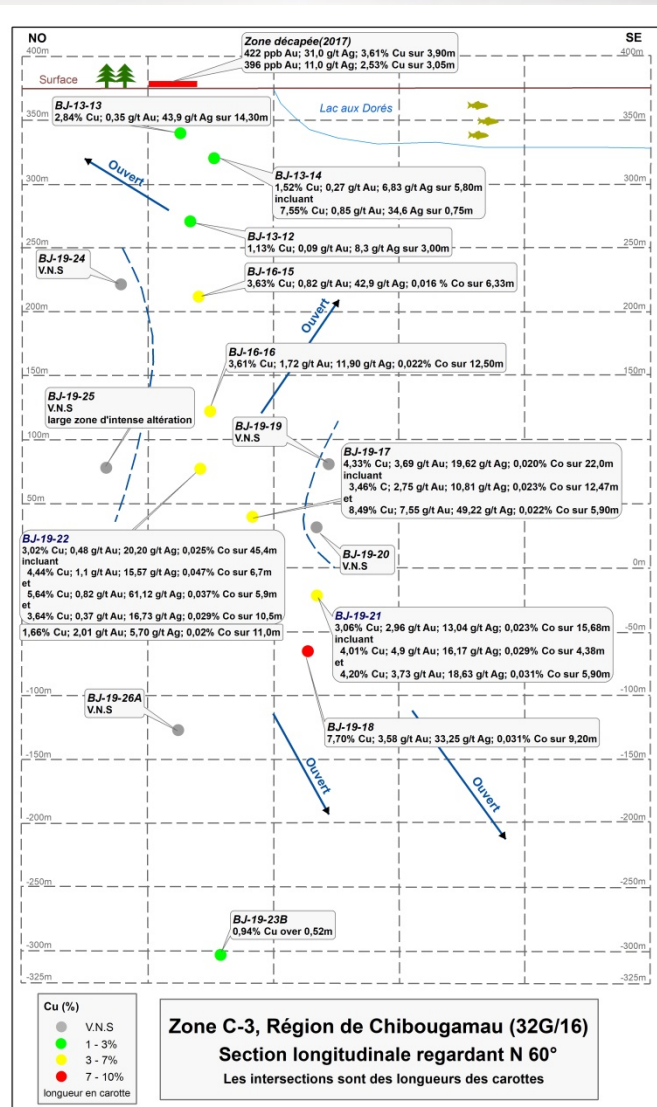 NO
SE
400m
400m
Zone décapée(2017)
422 ppb Au; 31,0 g/t Ag; 3,61% Cu sur 3,90m
396 ppb Au; 11,0 g/t Ag; 2,53% Cu sur 3,05m
Surface
BJ-13-13
2,84% Cu; 0,35 g/t Au; 43,9 g/t Ag sur 14,30m
Lac aux Dorés
350m
350m
Ouvert
BJ-13-14
1,52% Cu; 0,27 g/t Au; 6,83 g/t Ag sur 5,80m
incluant
7,55% Cu; 0,85 g/t Au; 34,6 Ag sur 0,75m
300m
300m
BJ-13-12
1,13% Cu; 0,09 g/t Au; 8,3 g/t Ag sur 3,00m
250m
250m
BJ-19-24
V.N.S
BJ-16-15
3,63% Cu; 0,82 g/t Au; 42,9 g/t Ag; 0,016 % Co sur 6,33m
200m
200m
Ouvert
BJ-16-16
3,61% Cu; 1,72 g/t Au; 11,90 g/t Ag; 0,022% Co sur 12,50m
150m
150m
BJ-19-25
V.N.S
large zone d'intense altération
100m
100m
BJ-19-19
V.N.S
BJ-19-17
4,33% Cu; 3,69 g/t Au; 19,62 g/t Ag; 0,020% Co sur 22,0m
incluant
3,46% C; 2,75 g/t Au; 10,81 g/t Ag; 0,023% Co sur 12,47m
et
8,49% Cu; 7,55 g/t Au; 49,22 g/t Ag; 0,022% Co sur 5,90m
50m
50m
BJ-19-22
3,02% Cu; 0,48 g/t Au; 20,20 g/t Ag; 0,025% Co sur 45,4m
incluant
4,44% Cu; 1,1 g/t Au; 15,57 g/t Ag; 0,047% Co sur 6,7m
et
5,64% Cu; 0,82 g/t Au; 61,12 g/t Ag; 0,037% Co sur 5,9m
et
3,64% Cu; 0,37 g/t Au; 16,73 g/t Ag; 0,029% Co sur 10,5m
1,66% Cu; 2,01 g/t Au; 5,70 g/t Ag; 0,02% Co sur 11,0m
BJ-19-20
V.N.S
0m
BJ-19-21
3,06% Cu; 2,96 g/t Au; 13,04 g/t Ag; 0,023% Co sur 15,68m
incluant
4,01% Cu; 4,9 g/t Au; 16,17 g/t Ag; 0,029% Co sur 4,38m
et
4,20% Cu; 3,73 g/t Au; 18,63 g/t Ag; 0,031% Co sur 5,90m
-50m
-100m
-100m
BJ-19-26A
V.N.S
BJ-19-18
7,70% Cu; 3,58 g/t Au; 33,25 g/t Ag; 0,031% Co sur 9,20m
-150m
-150m
Ouvert
Ouvert
-200m
-200m
-250m
-250m
BJ-19-23B
0,94% Cu over 0,52m
-300m
-300m
-325m
-325m
Cu (%)
V.N.S
1 - 3%
3 - 7%
7 - 10%
longueur en carotte
Zone C-3, Région de Chibougamau (32G/16)
Section longitudinale regardant N 60°
Les intersections sont des longueurs des carottes